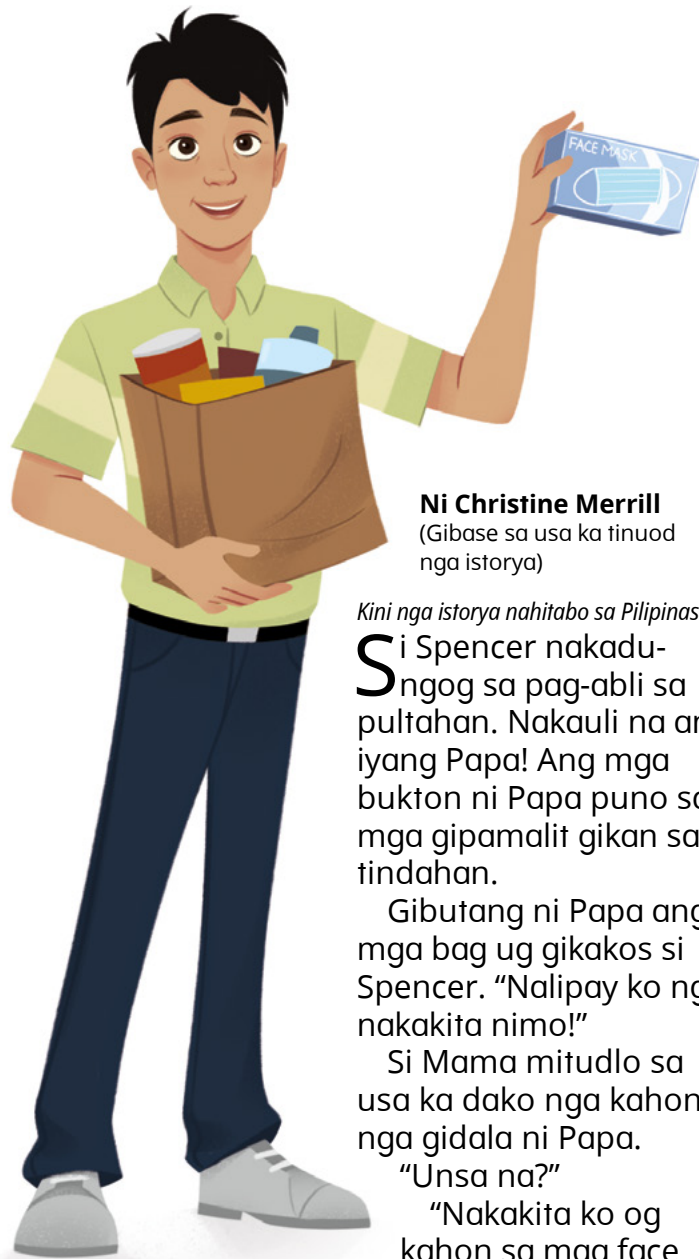 FACE MASK
Ni Christine Merrill
(Gibase sa usa ka tinuod
nga istorya)
Kini nga istorya nahitabo sa Pilipinas
Si Spencer nakadu-
ngog sa pag-abli sa
pultahan. Nakauli na an
iyang Papa! Ang mga
bukton ni Papa puno sa
mga gipamalit gikan sa
tindahan.
Gibutang ni Papa ang
mga bag ug gikakos si
Spencer. “Nalipay ko ng
nakakita nimo!”
Si Mama mitudlo sa
usa ka dako nga kahon
nga gidala ni Papa.
“Unsa na?”
“Nakakita ko og
kahon sa mga face